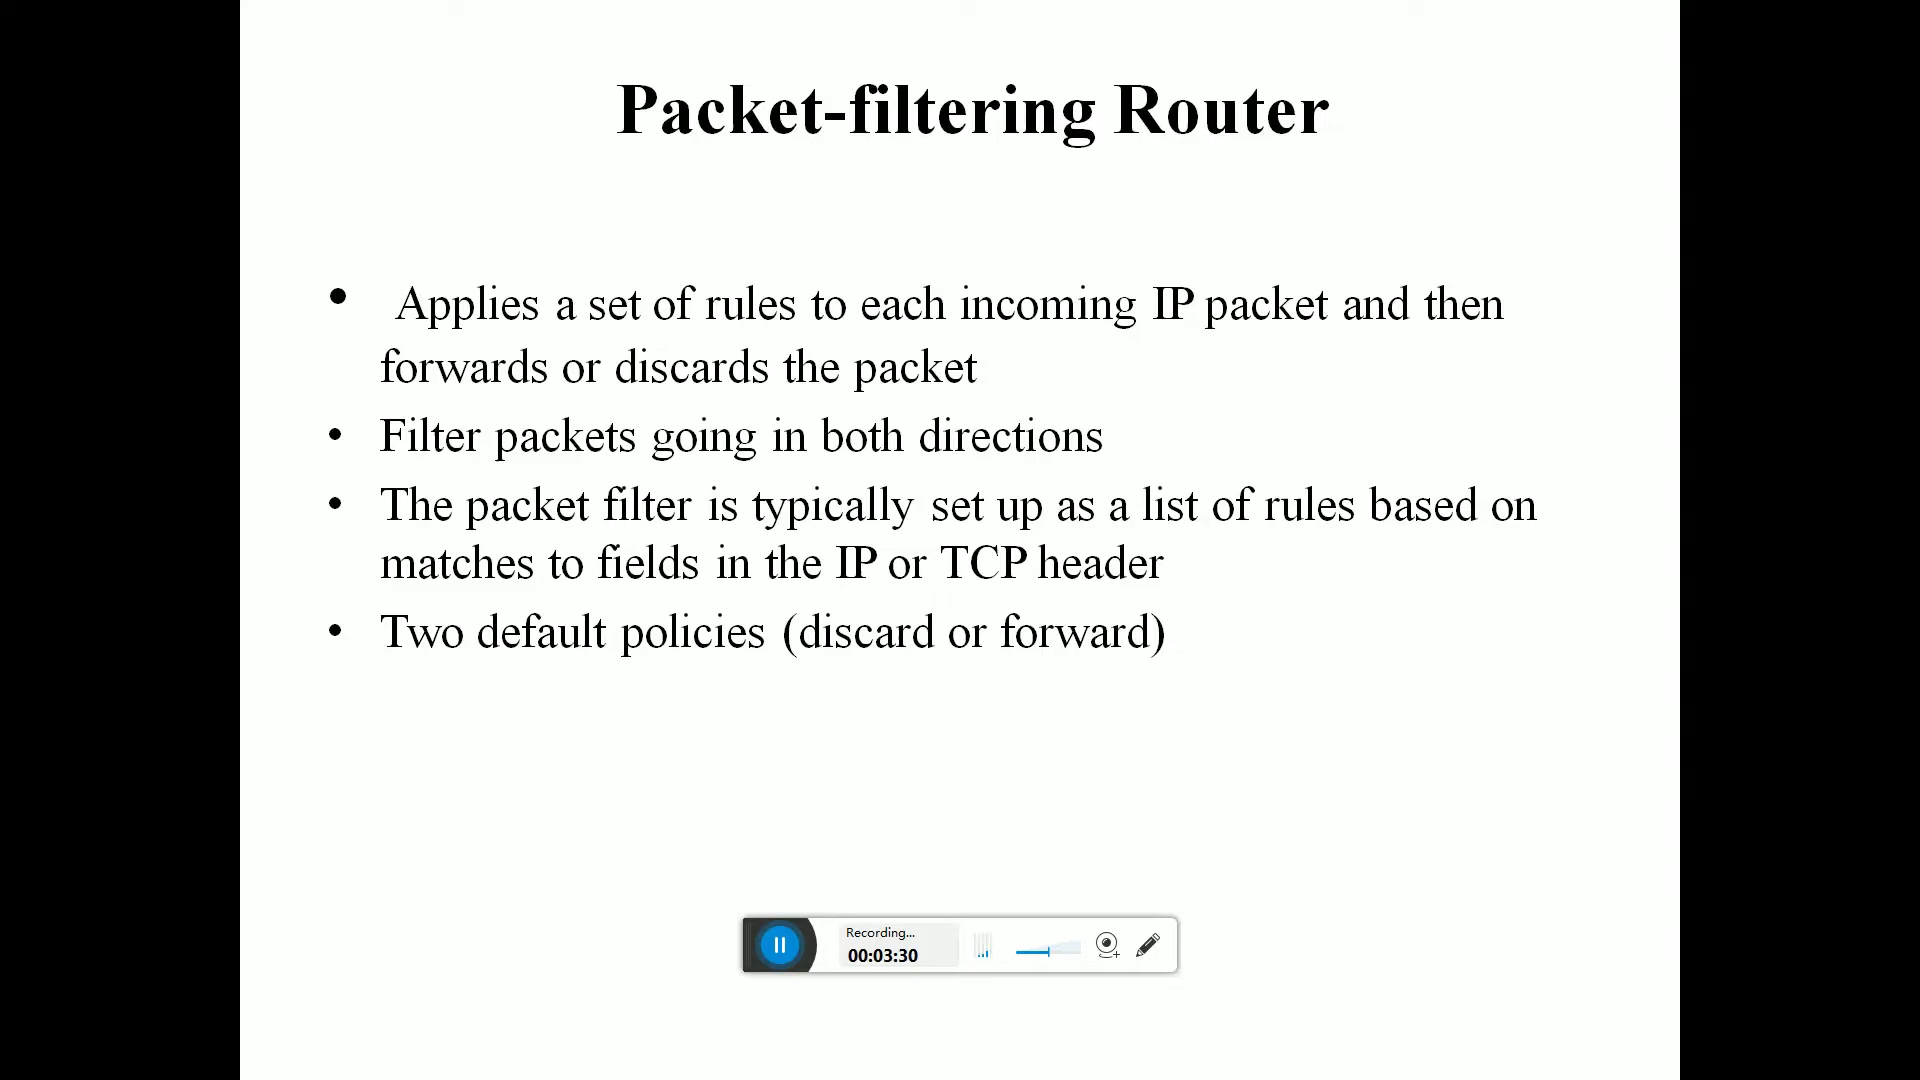 Packet-filtering Router
• Applies a set of rules to each incoming IP packet and then
forwards or discards the packet
• Filter packets going in both directions
• The packet filter is typically set up as a list of rules based on
matches to fields in the IP or TCP header
• Two default policies (discard or forward)
Recording...
00:03:30